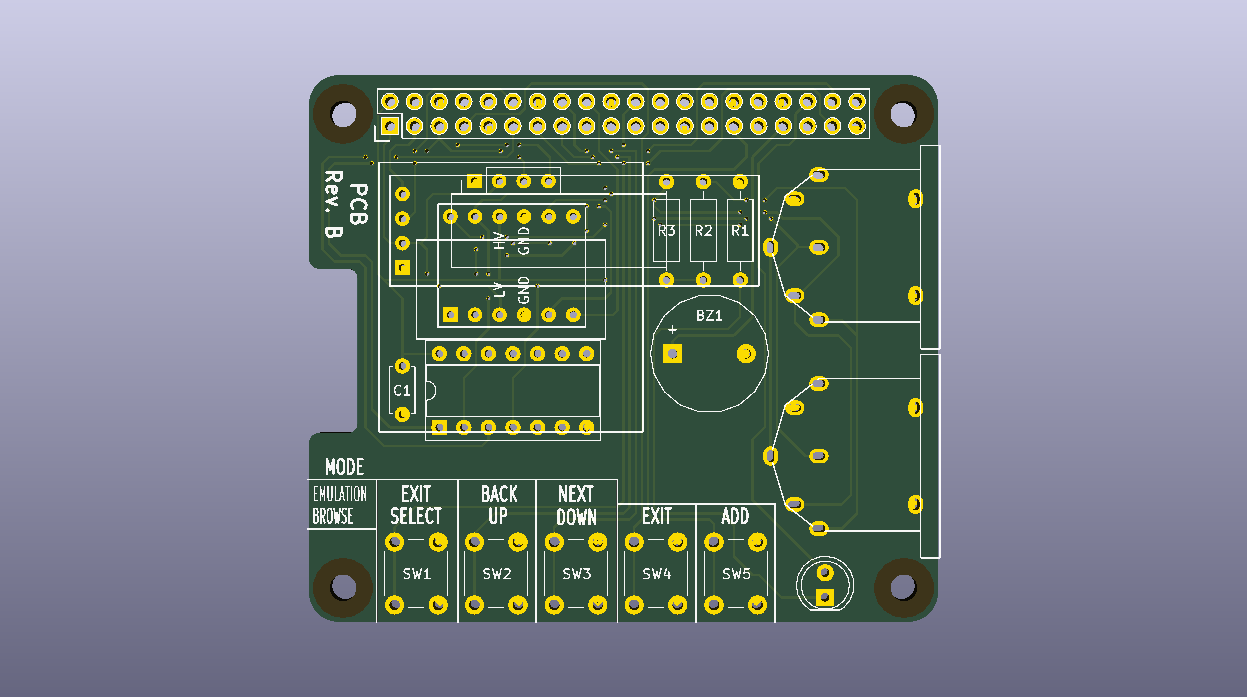 PCB
Rev. B
HV
GND
LV
GND
R3
R2
R1
BZ1
+
C1
MODE
EMULATION
BROWSE
EXIT
SELECT
BACK
UP
NEXT
DOWN
EXIT
ADD
SW1
SW2
SW3
SW4
SW5